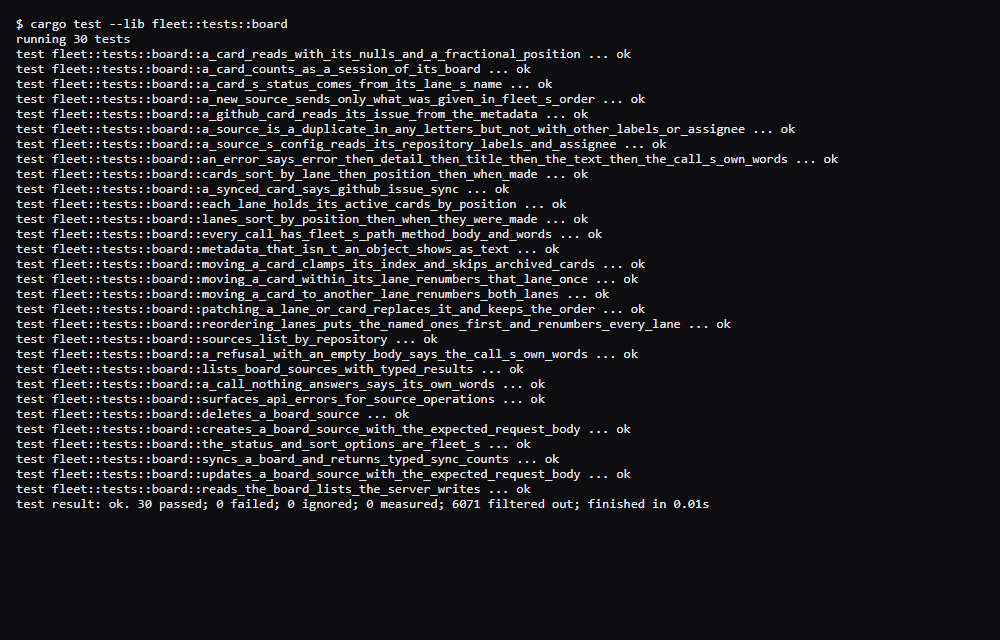 $ cargo test --lib fleet::tests::board
running 30 tests
test fleet::tests::board::a_card_reads_with_its_nulls_and_a_fractional_position ... ok
test fleet::tests::board::a_card_counts_as_a_session_of_its_board ... ok
test fleet::tests::board::a_card_s_status_comes_from_its_lane_s_name ... ok
test fleet::tests::board::a_new_source_sends_only_what_was_given_in_fleet_s_order ... ok
test fleet::tests::board::a_github_card_reads_its_issue_from_the_metadata ... ok
test fleet::tests::board::a_source_is_a_duplicate_in_any_letters_but_not_with_other_labels_or_assignee ... ok
test fleet::tests::board::a_source_s_config_reads_its_repository_labels_and_assignee ... ok
test fleet::tests::board::an_error_says_error_then_detail_then_title_then_the_text_then_the_call_s_own_words ... ok
test fleet::tests::board::cards_sort_by_lane_then_position_then_when_made ... ok
test fleet::tests::board::a_synced_card_says_github_issue_sync ... ok
test fleet::tests::board::each_lane_holds_its_active_cards_by_position ... ok
test fleet::tests::board::lanes_sort_by_position_then_when_they_were_made ... ok
test fleet::tests::board::every_call_has_fleet_s_path_method_body_and_words ... ok
test fleet::tests::board::metadata_that_isn_t_an_object_shows_as_text ... ok
test fleet::tests::board::moving_a_card_clamps_its_index_and_skips_archived_cards ... ok
test fleet::tests::board::moving_a_card_within_its_lane_renumbers_that_lane_once ... ok
test fleet::tests::board::moving_a_card_to_another_lane_renumbers_both_lanes ... ok
test fleet::tests::board::patching_a_lane_or_card_replaces_it_and_keeps_the_order ... ok
test fleet::tests::board::reordering_lanes_puts_the_named_ones_first_and_renumbers_every_lane ... ok
test fleet::tests::board::sources_list_by_repository ... ok
test fleet::tests::board::a_refusal_with_an_empty_body_says_the_call_s_own_words ... ok
test fleet::tests::board::lists_board_sources_with_typed_results ... ok
test fleet::tests::board::a_call_nothing_answers_says_its_own_words ... ok
test fleet::tests::board::surfaces_api_errors_for_source_operations ... ok
test fleet::tests::board::deletes_a_board_source ... ok
test fleet::tests::board::creates_a_board_source_with_the_expected_request_body ... ok
test fleet::tests::board::the_status_and_sort_options_are_fleet_s ... ok
test fleet::tests::board::syncs_a_board_and_returns_typed_sync_counts ... ok
test fleet::tests::board::updates_a_board_source_with_the_expected_request_body ... ok
test fleet::tests::board::reads_the_board_lists_the_server_writes ... ok
test result: ok. 30 passed; 0 failed; 0 ignored; 0 measured; 6071 filtered out; finished in 0.01s